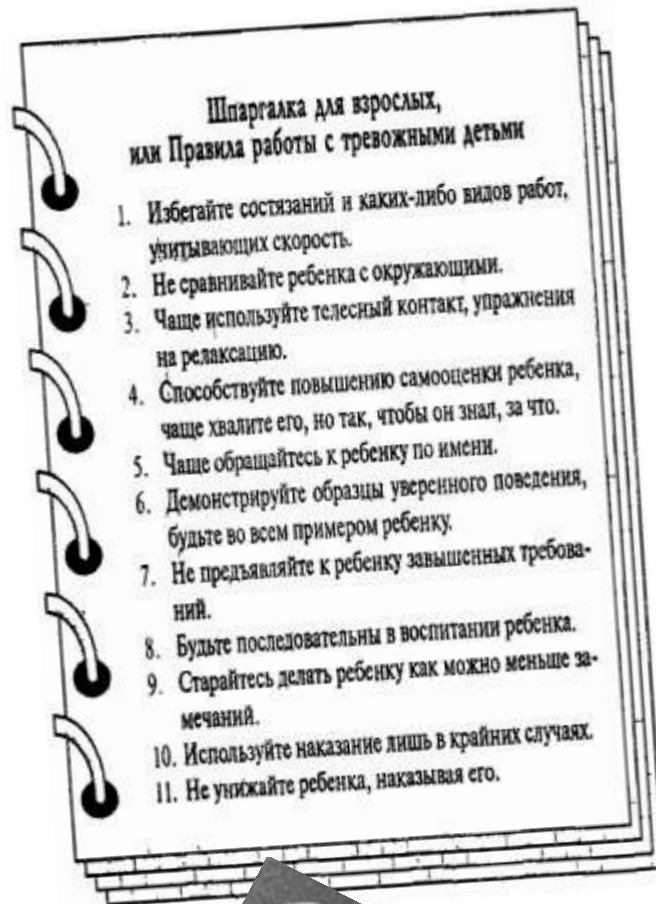 Шпаргалка для взрослых,
или Правила работы с тревожными детьми
1. Избегайте состязаний и каких-либо видов работ,
учитывающих скорость.
2. Не сравнивайте ребенка с окружающими.
3. Чаще используйте телесный контакт, упражнения
на релаксацию.
4. Способствуйте повышению самооценки ребенка,
чаще хвалите его, но так, чтобы он знал, за что.
5. Чаще обращайтесь к ребенку по имени.
6. Демонстрируйте образцы уверенного поведения,
будьте во всем примером ребенку.
7. Не предъявляйте к ребенку завышенных требова-
ний.
8. Будьте последовательны в воспитании ребенка.
9. Старайтесь делать ребенку как можно меньше за-
мечаний.
10. Используйте наказание лишь в крайних случаях.
11. Не унижайте ребенка, наказывая его.